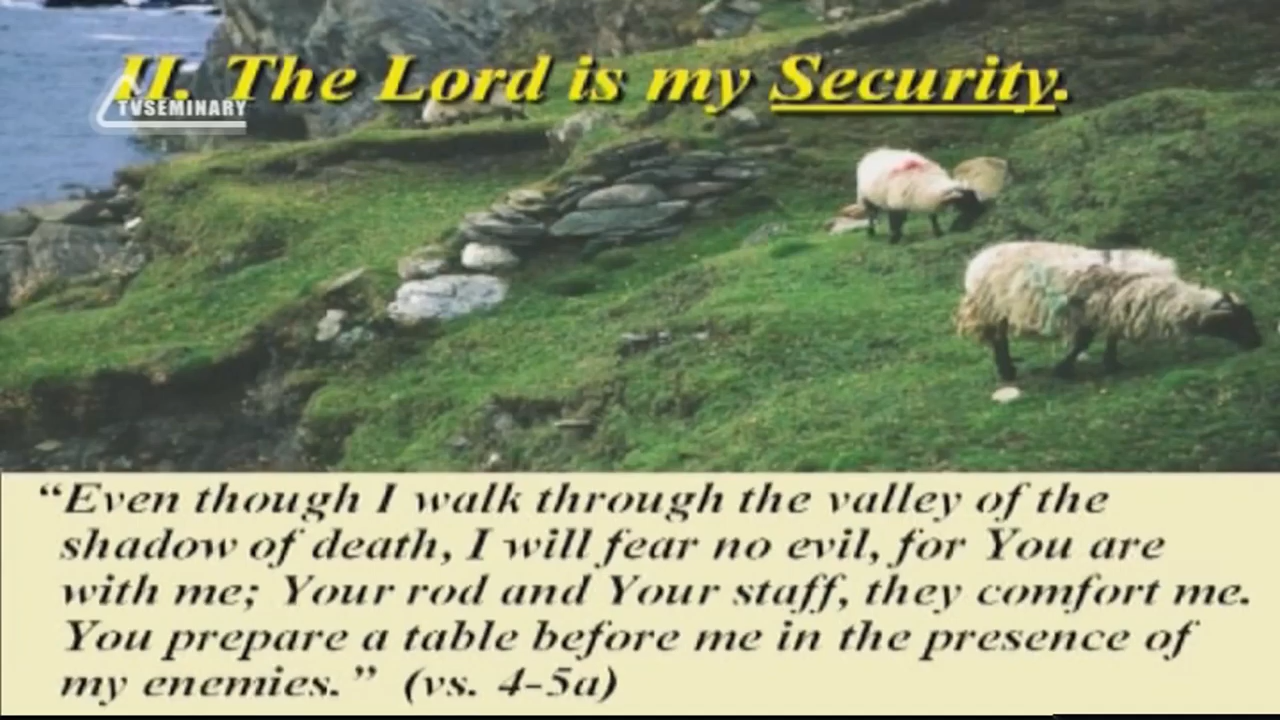 II. The Lord is my Security.
TVSEMINARY
“Even though I walk through the valley of the
shadow of death, I will fear no evil, for You are
with me; Your rod and Your staff, they comfort me.
You prepare a table before me in the presence of
my enemies.” (vs. 4-5a)